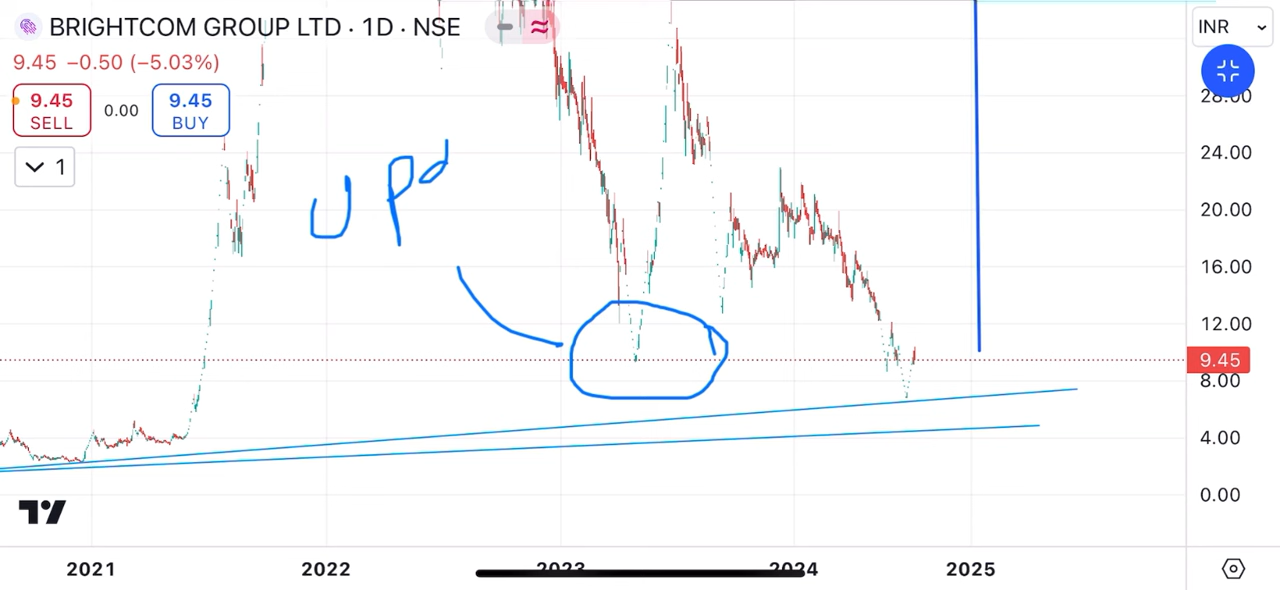 BRIGHTCOM GROUP LTD · 1D · NSE
INR
9.45 −0.50 (−5.03%)
9.45 SELL 0.00 9.45 BUY
1
28.00
24.00
20.00
16.00
12.00
9.45
8.00
4.00
0.00
2021 2022 2023 2024 2025